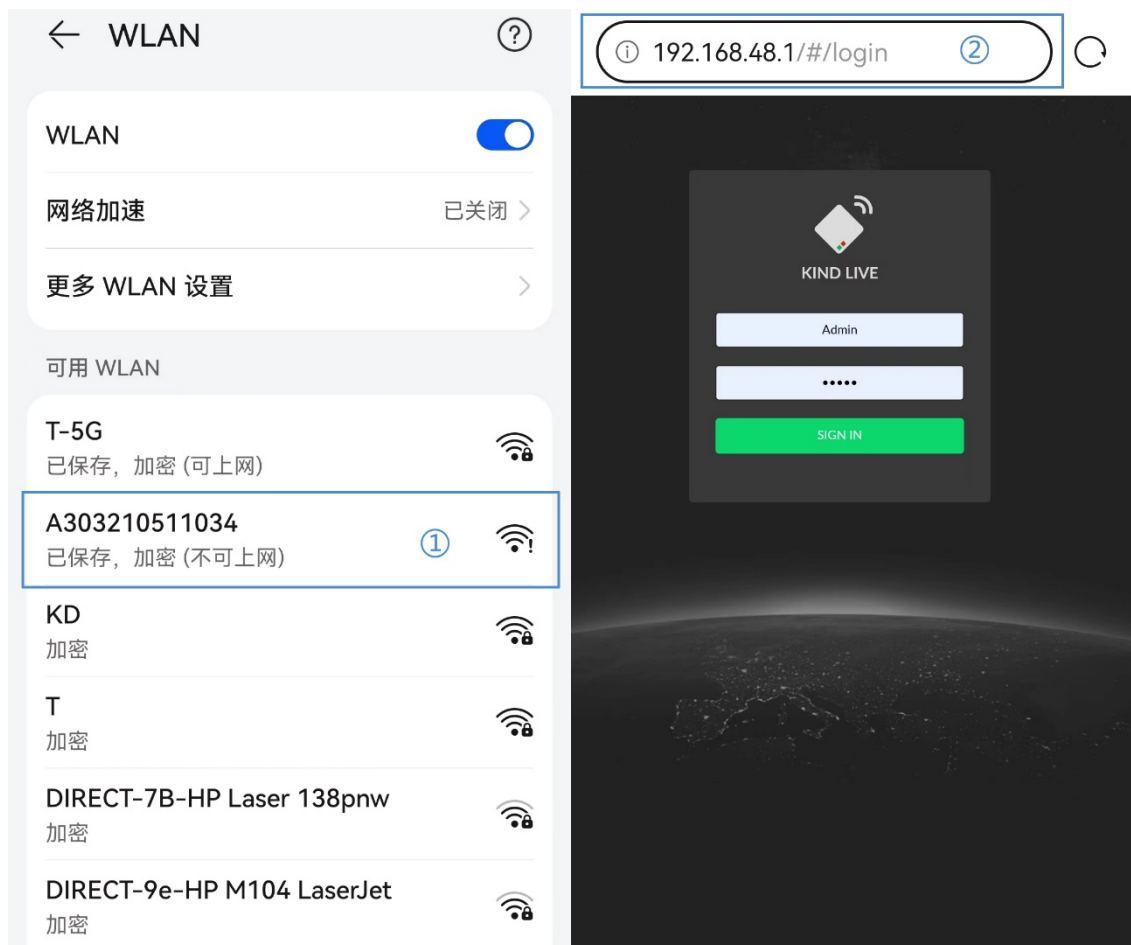 WLAN
WLAN
网络加速
已关闭
更多 WLAN 设置
可用 WLAN
T-5G
已保存，加密 (可上网)
A303210511034
①
已保存，加密 (不可上网)
KD
加密
T
加密
DIRECT-7B-HP Laser 138pnw
加密
DIRECT-9e-HP M104 LaserJet
加密
192.168.48.1/#/login
②
KIND LIVE
Admin
•••••
SIGN IN